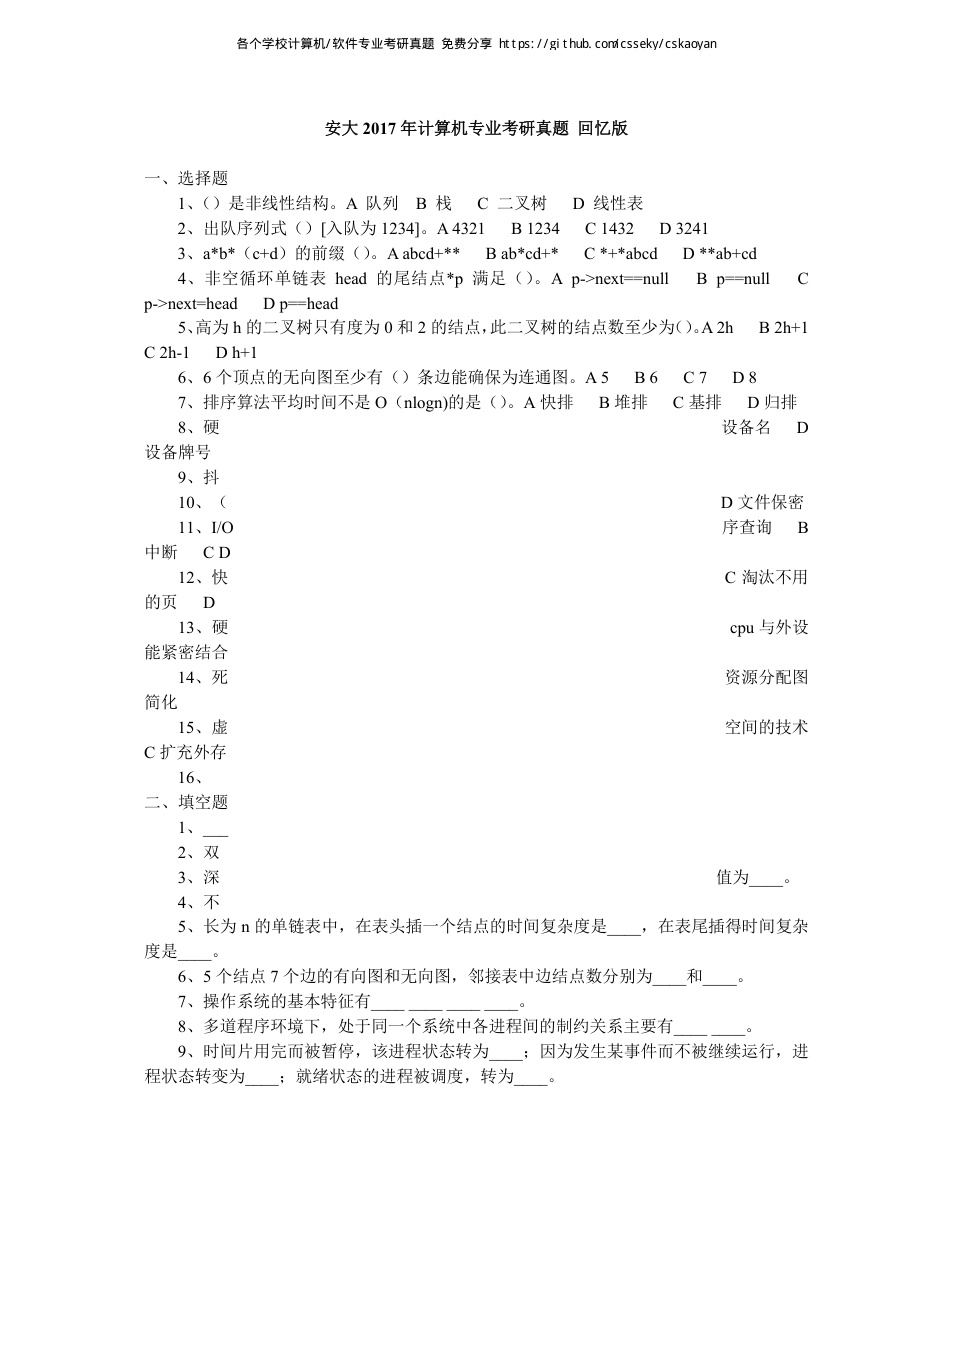 各个学校计算机/软件专业考研真题 免费分享 https://github.com/csseky/cskaoyan
安大 2017 年计算机专业考研真题 回忆版
一、选择题
1、（）是非线性结构。A 队列 B 栈 C 二叉树 D 线性表
2、出队序列式（）[入队为 1234]。A 4321 B 1234 C 1432 D 3241
3、a*b*（c+d）的前缀（）。A abcd+** B ab*cd+* C *+*abcd D **ab+cd
4、非空循环单链表 head 的尾结点*p 满足（）。A p->next==null B p==null C
p->next=head D p==head
5、高为 h 的二叉树只有度为 0 和 2 的结点，此二叉树的结点数至少为（）。A 2h B 2h+1
C 2h-1 D h+1
6、6 个顶点的无向图至少有（）条边能确保为连通图。A 5 B 6 C 7 D 8
7、排序算法平均时间不是 O（nlogn)的是（）。A 快排 B 堆排 C 基排 D 归排
8、硬 设备名 D
设备牌号
9、抖
10、（ D 文件保密
11、I/O 序查询 B
中断 C D
12、快 C 淘汰不用
的页 D
13、硬 cpu 与外设
能紧密结合
14、死 资源分配图
简化
15、虚 空间的技术
C 扩充外存
16、
二、填空题
1、___
2、双
3、深 值为____。
4、不
5、长为 n 的单链表中，在表头插一个结点的时间复杂度是____，在表尾插得时间复杂
度是____。
6、5 个结点 7 个边的有向图和无向图，邻接表中边结点数分别为____和____。
7、操作系统的基本特征有____ ____ ____ ____。
8、多道程序环境下，处于同一个系统中各进程间的制约关系主要有____ ____。
9、时间片用完而被暂停，该进程状态转为____；因为发生某事件而不被继续运行，进
程状态转变为____；就绪状态的进程被调度，转为____。